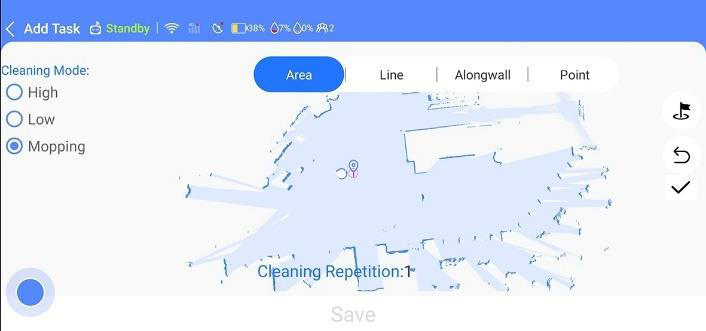 Add Task Standby 38% 7% 0% 2
Cleaning Mode:
High
Low
Mopping
Area Line Alongwall Point
Cleaning Repetition:1
Save